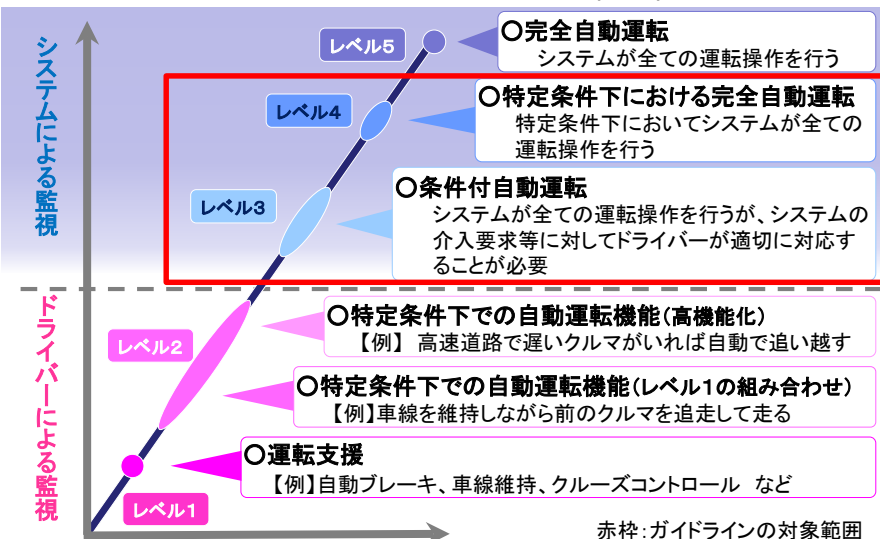 システムによる監視
ドライバーによる監視
レベル5
〇完全自動運転
システムが全ての運転操作を行う
レベル4
〇特定条件下における完全自動運転
特定条件下においてシステムが全ての
運転操作を行う
レベル3
〇条件付自動運転
システムが全ての運転操作を行うが、システムの
介入要求等に対してドライバーが適切に対応す
ることが必要
レベル2
〇特定条件下での自動運転機能(高機能化)
【例】 高速道路で遅いクルマがいれば自動で追い越す
〇特定条件下での自動運転機能(レベル1の組み合わせ)
【例】車線を維持しながら前のクルマを追走して走る
〇運転支援
【例】自動ブレーキ、車線維持、クルーズコントロール など
レベル1
赤枠:ガイドラインの対象範囲